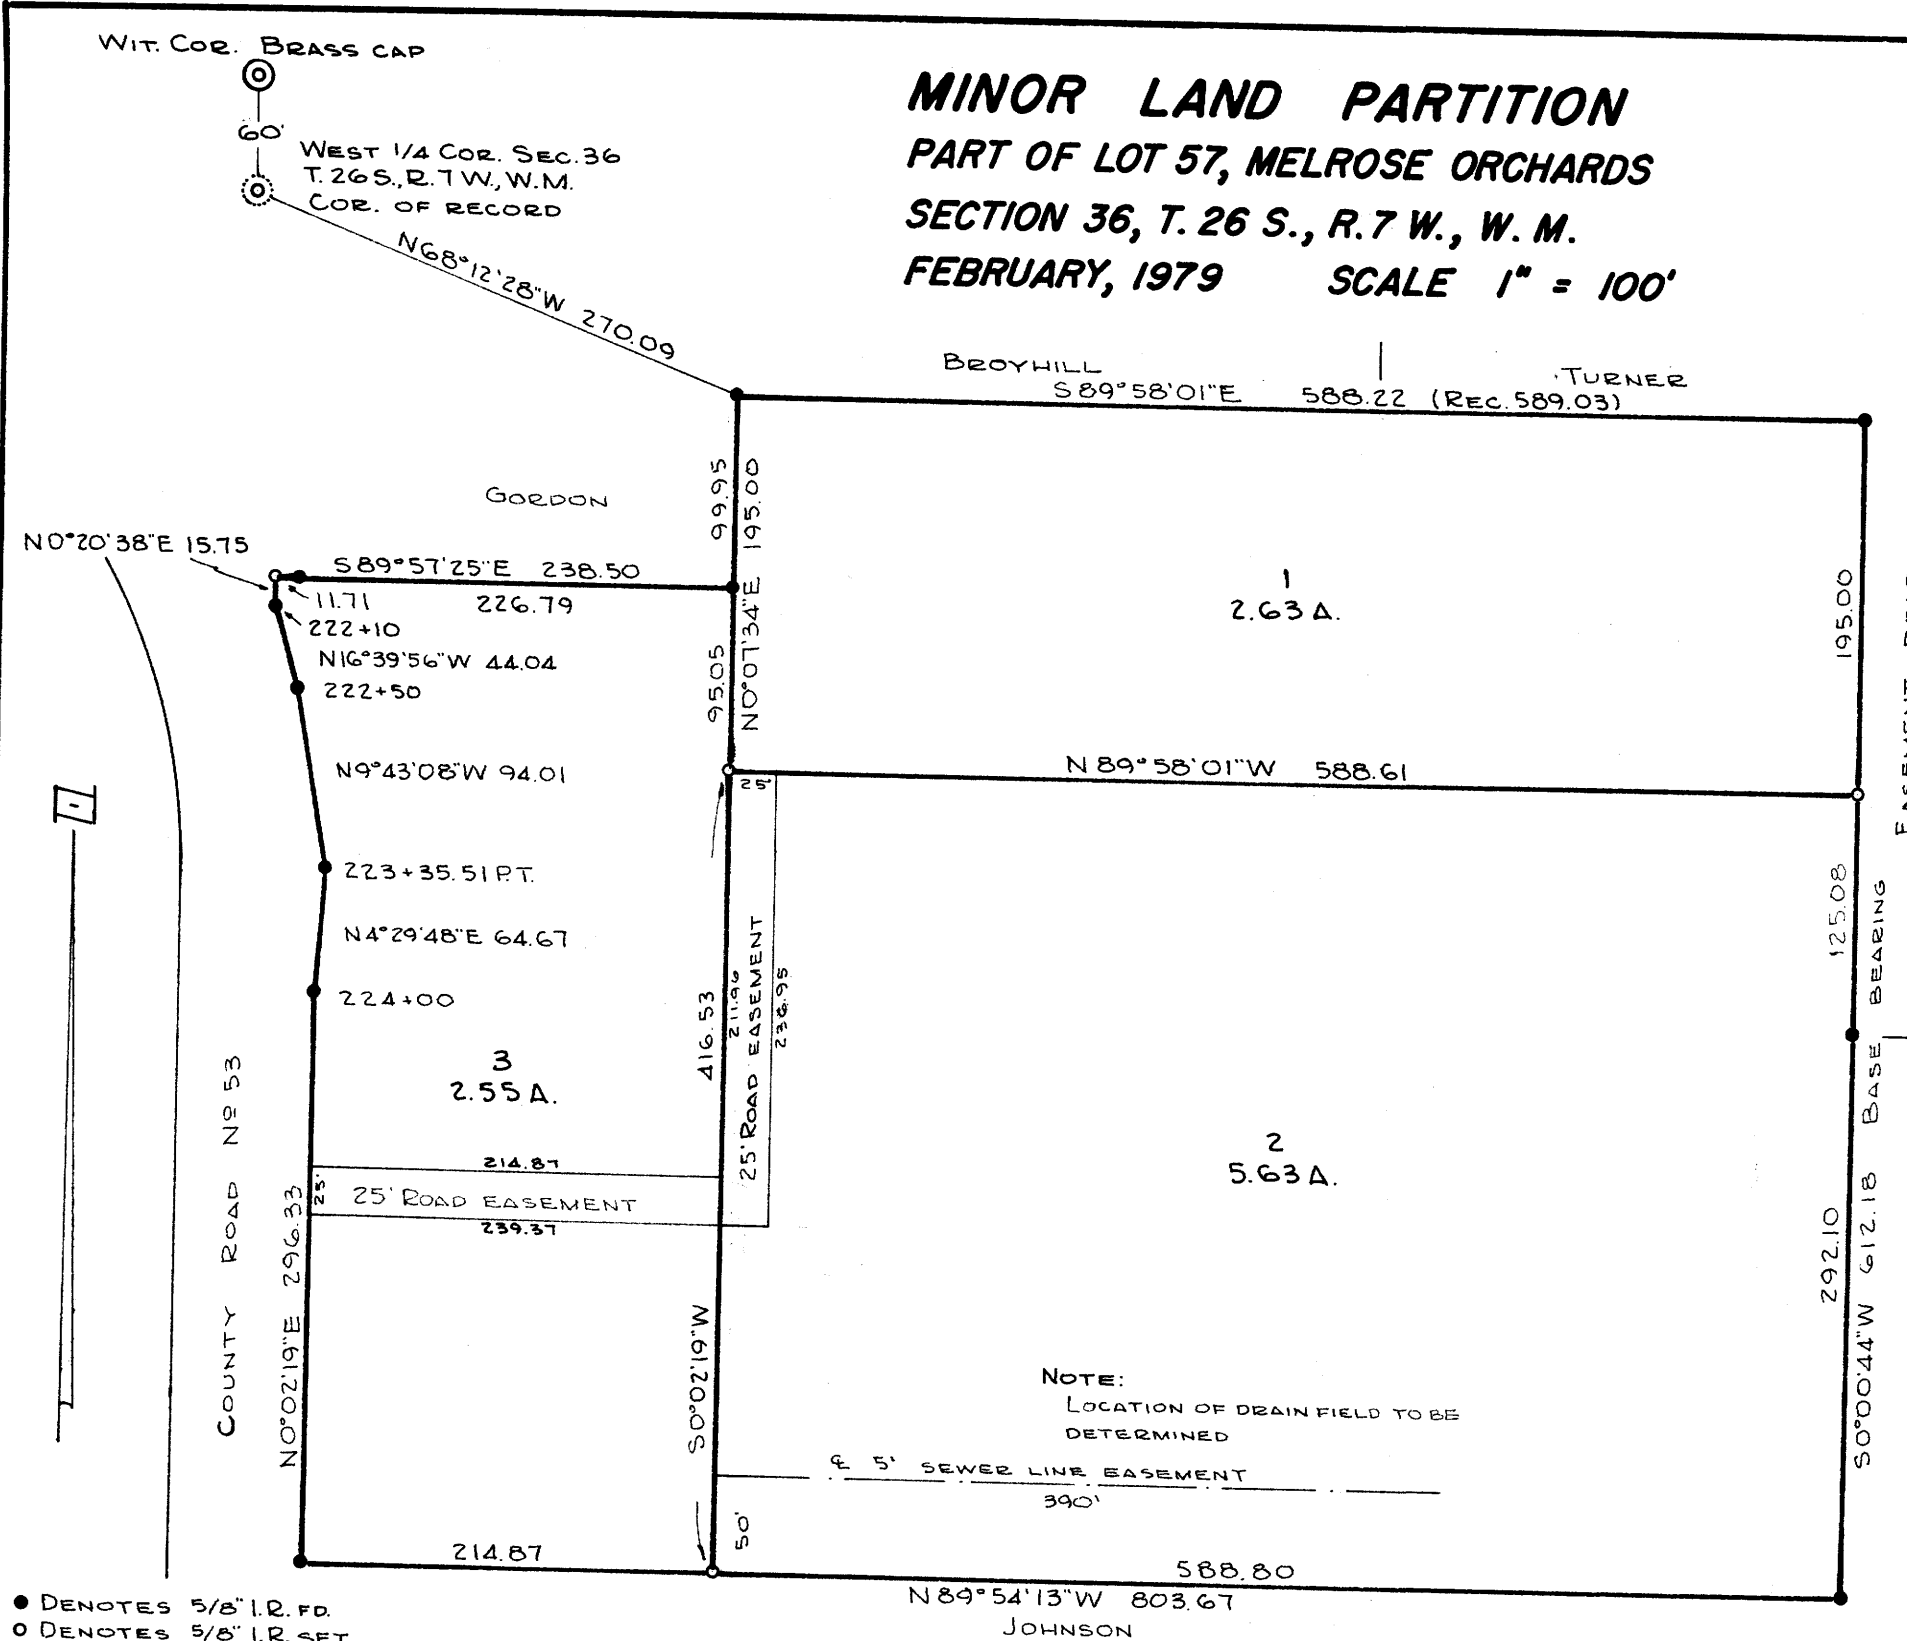 WIT. COR. BRASS CAP
60'
WEST 1/4 COR. SEC. 36
T. 26 S., R. 7 W., W.M.
COR. OF RECORD
N68°12'28"W 270.09
MINOR LAND PARTITION
PART OF LOT 57, MELROSE ORCHARDS
SECTION 36, T. 26 S., R. 7 W., W. M.
FEBRUARY, 1979 SCALE 1" = 100'
BROYHILL
TURNER
S89°58'01"E 588.22 (REC. 589.03)
GORDON
99.95
195.00
N0°07'34"E
95.05
N0°20'38"E 15.75
S89°57'25"E 238.50
11.71
226.79
222+10
N16°39'56"W 44.04
222+50
N9°43'08"W 94.01
223+35.51 P.T.
N4°29'48"E 64.67
224+00
1
2.63 A.
195.00
N89°58'01"W 588.61
25'
125.08
BASE BEARING
416.53
211.96
25' ROAD EASEMENT
236.95
3
2.55 A.
214.87
25'
25' ROAD EASEMENT
239.37
2
5.63 A.
COUNTY ROAD No 53
N0°02'19"E 296.33
S0°02'19"W
292.10
S0°00'44"W 612.18
NOTE:
LOCATION OF DRAIN FIELD TO BE
DETERMINED
℄ 5' SEWER LINE EASEMENT
390'
50'
214.87
588.80
N89°54'13"W 803.67
JOHNSON
● DENOTES 5/8" I.R. FD.
○ DENOTES 5/8" I.R. SET